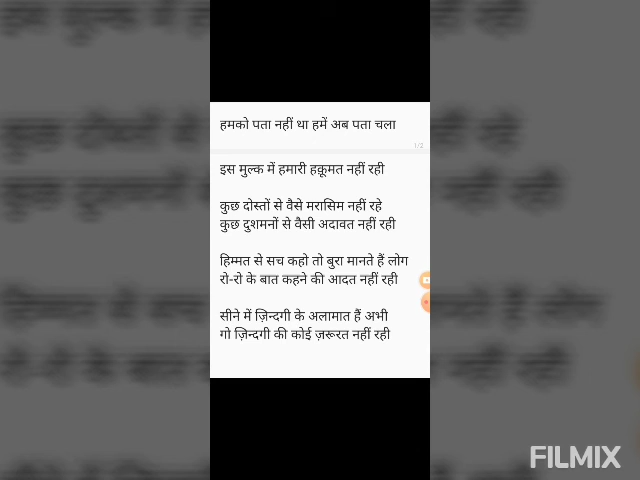 हमको पता नहीं था हमें अब पता चला
1/2
इस मुल्क में हमारी हक़ूमत नहीं रही
कुछ दोस्तों से वैसे मरासिम नहीं रहे
कुछ दुशमनों से वैसी अदावत नहीं रही
हिम्मत से सच कहो तो बुरा मानते हैं लोग
रो-रो के बात कहने की आदत नहीं रही
सीने में ज़िन्दगी के अलामात हैं अभी
गो ज़िन्दगी की कोई ज़रूरत नहीं रही
FILMIX